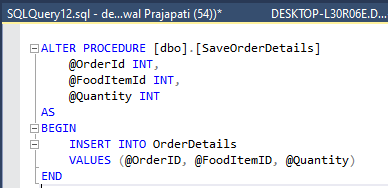 SQLQuery12.sql - de...wal Prajapati (54))*
DESKTOP-L30R06E.D...
ALTER PROCEDURE [dbo].[SaveOrderDetails]
@OrderId INT,
@FoodItemId INT,
@Quantity INT
AS
BEGIN
INSERT INTO OrderDetails
VALUES (@OrderID, @FoodItemID, @Quantity)
END